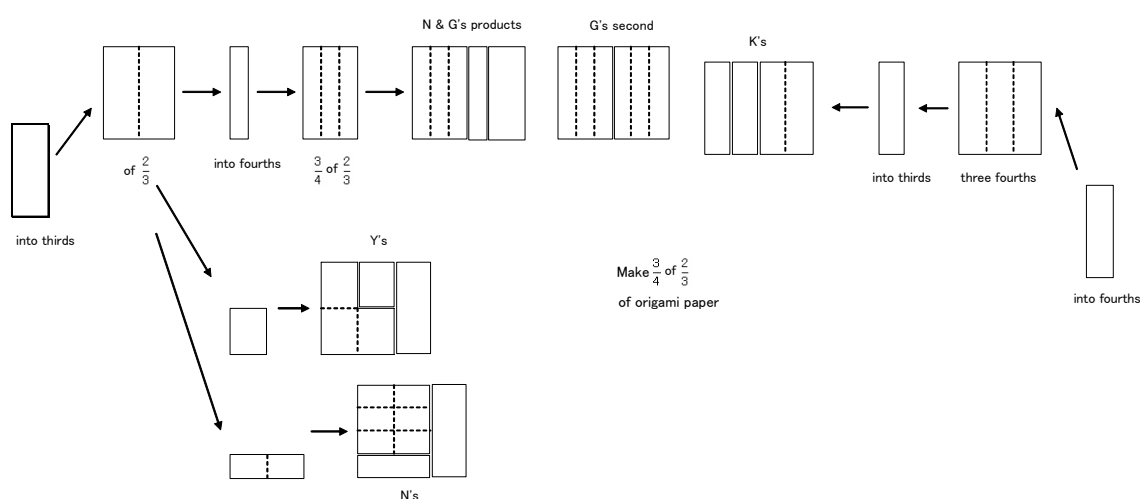 N & G's products
G's second
K's
of 2/3
into fourths
3/4 of 2/3
into thirds
three fourths
into thirds
Y's
Make 3/4 of 2/3
of origami paper
into fourths
N's